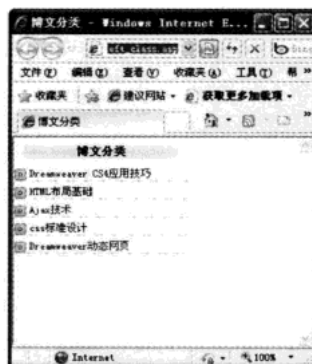 博文分类 - Windows Internet E...
eft_class.asp
文件(F) 编辑(E) 查看(V) 收藏夹(A) 工具(T) 帮 »
收藏夹 建议网站 获取更多附加项
博文分类 »
博文分类
Dreamweaver CS4应用技巧
HTML布局基础
Ajax技术
css标准设计
Dreamweaver动态网页
Internet 100%